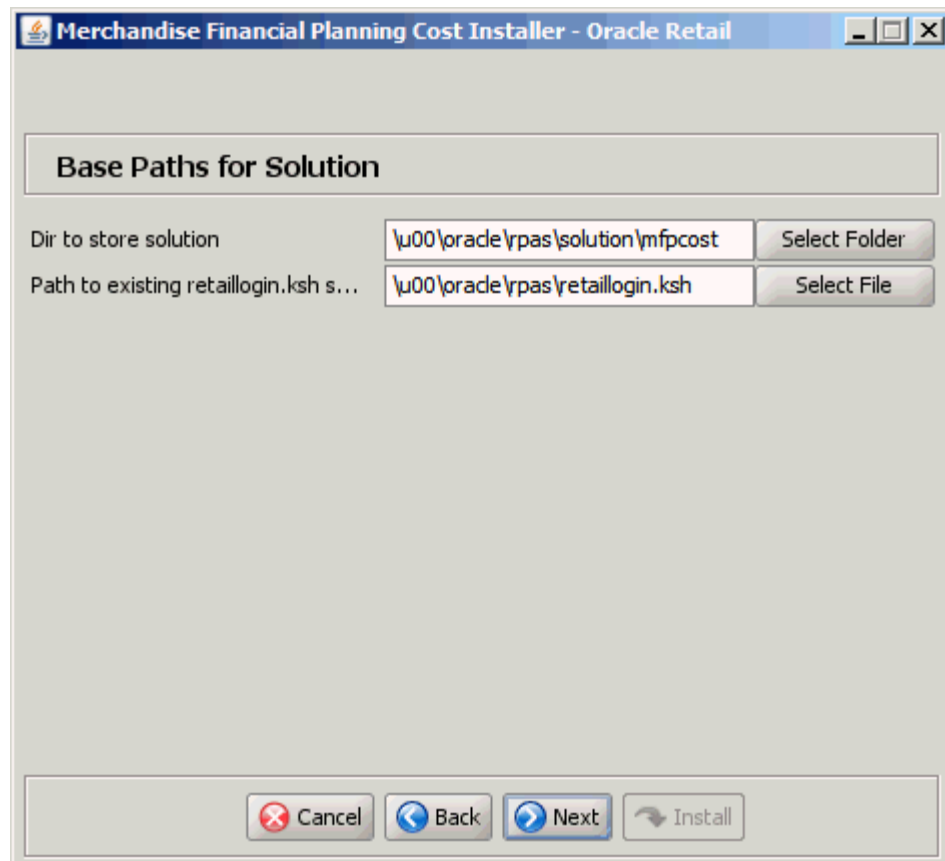 Merchandise Financial Planning Cost Installer - Oracle Retail
Base Paths for Solution
Dir to store solution \u00\oracle\rpas\solution\mfpcost Select Folder
Path to existing retaillogin.ksh s... \u00\oracle\rpas\retaillogin.ksh Select File
Cancel Back Next Install